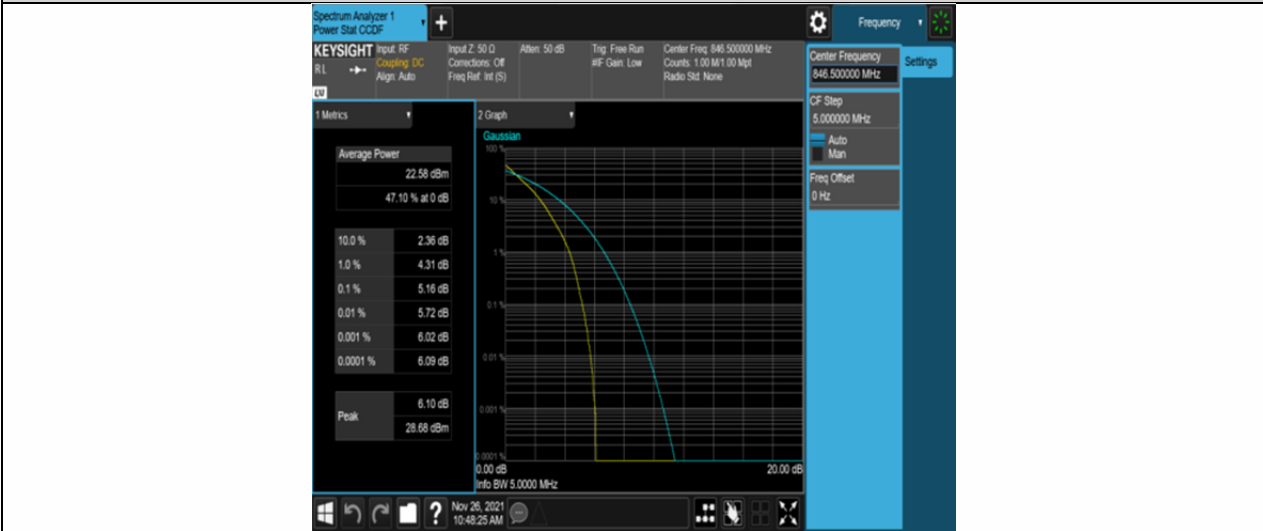 Spectrum Analyzer 1
Power Stat CCDF
+
Frequency
KEYSIGHT
Input: RF
Coupling: DC
Align: Auto
Input Z: 50 Ω
Corrections: Off
Freq Ref: Int (S)
Atten: 50 dB
Trig: Free Run
#IF Gain: Low
Center Freq: 846.500000 MHz
Counts: 1.00 M/1.00 Mpt
Radio Std: None
R L
LV
Center Frequency
846.500000 MHz
Settings
CF Step
5.000000 MHz
Auto
Man
Freq Offset
0 Hz
1 Metrics
Average Power
22.58 dBm
47.10 % at 0 dB
10.0 % 2.36 dB
1.0 % 4.31 dB
0.1 % 5.16 dB
0.01 % 5.72 dB
0.001 % 6.02 dB
0.0001 % 6.09 dB
Peak 6.10 dB
28.68 dBm
2 Graph
Gaussian
100 %
10 %
1 %
0.1 %
0.01 %
0.001 %
0.0001 %
0.00 dB 20.00 dB
Info BW 5.0000 MHz
?
Nov 26, 2021
10:48:25 AM